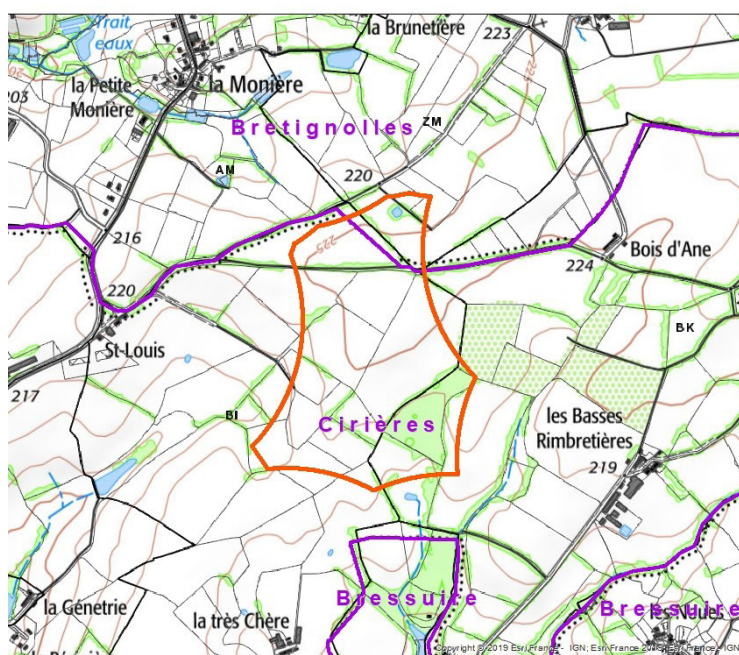 Trait
eaux
la Brunetière
223
225
203
la Petite
Monière
la Monière
Bretignolles
ZM
AM
220
216
225
224
Bois d'Ane
220
St-Louis
BK
217
BI
Cirières
les Basses
Rimbretières
219
Bressuire
la Génetrie
la très Chère
Bressuire